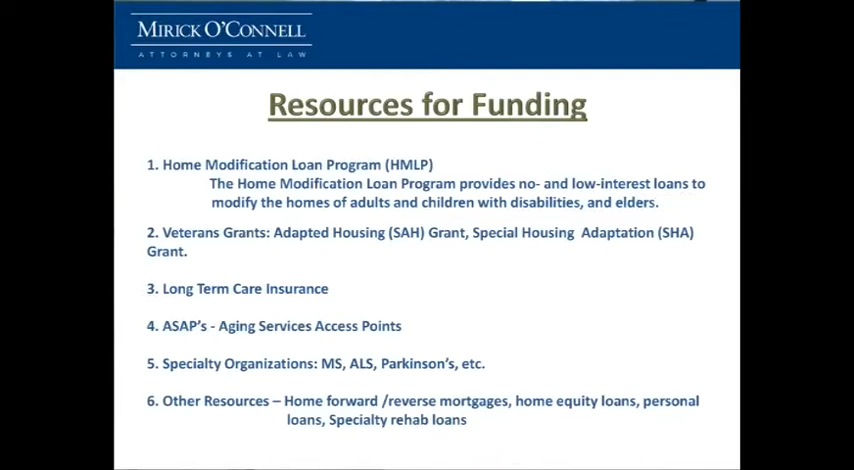 MIRICK O'CONNELL
ATTORNEYS AT LAW
Resources for Funding
1. Home Modification Loan Program (HMLP)
The Home Modification Loan Program provides no- and low-interest loans to
modify the homes of adults and children with disabilities, and elders.
2. Veterans Grants: Adapted Housing (SAH) Grant, Special Housing Adaptation (SHA)
Grant.
3. Long Term Care Insurance
4. ASAP's - Aging Services Access Points
5. Specialty Organizations: MS, ALS, Parkinson's, etc.
6. Other Resources – Home forward /reverse mortgages, home equity loans, personal
loans, Specialty rehab loans